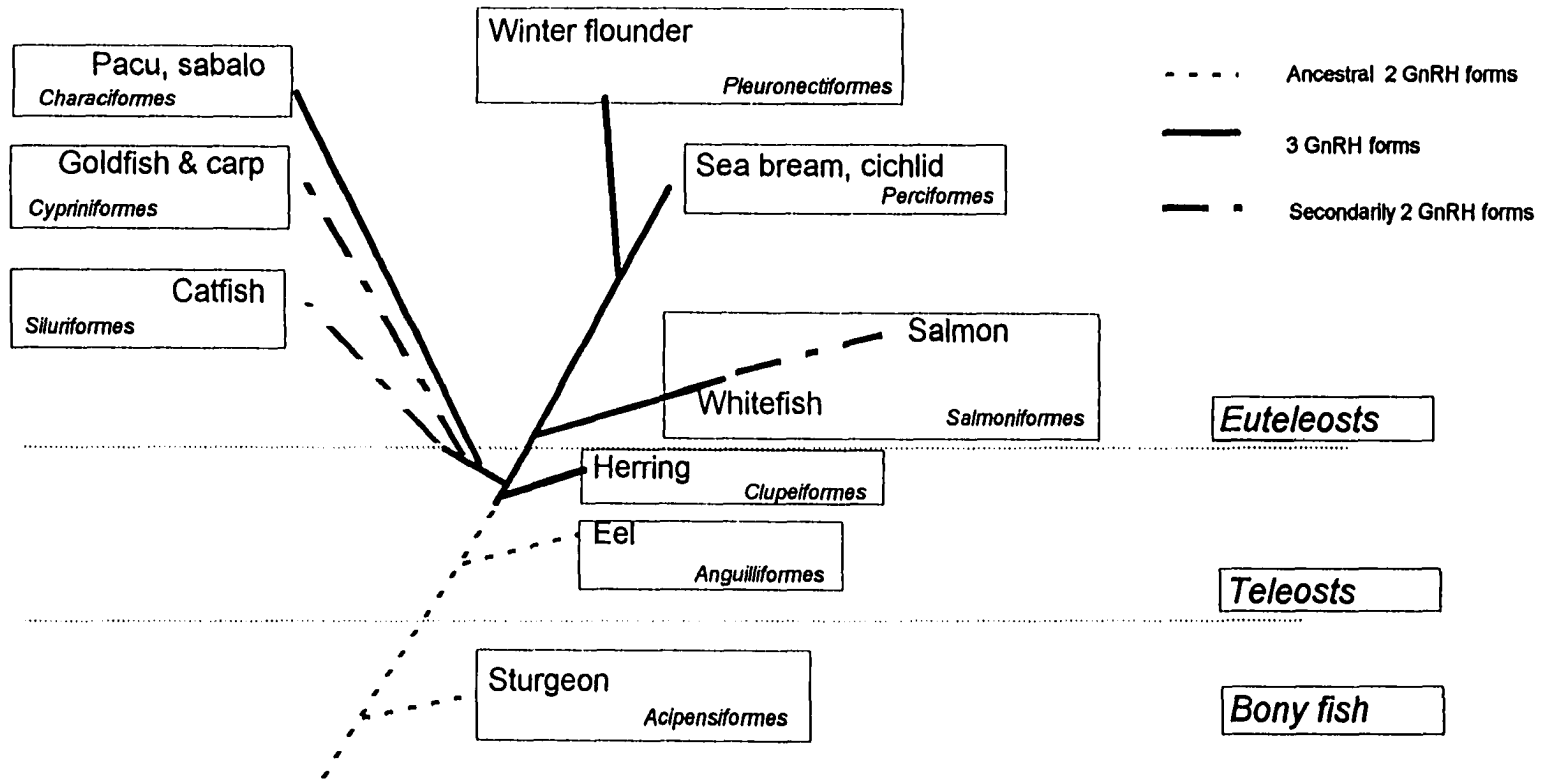 Winter flounder
Pleuronectiformes
Pacu, sabalo
Characiformes
Goldfish & carp
Cypriniformes
Catfish
Siluriformes
Sea bream, cichlid
Perciformes
Salmon
Whitefish
Salmoniformes
Herring
Clupeiformes
Eel
Anguilliformes
Sturgeon
Acipensiformes
Ancestral 2 GnRH forms
3 GnRH forms
Secondarily 2 GnRH forms
Euteleosts
Teleosts
Bony fish